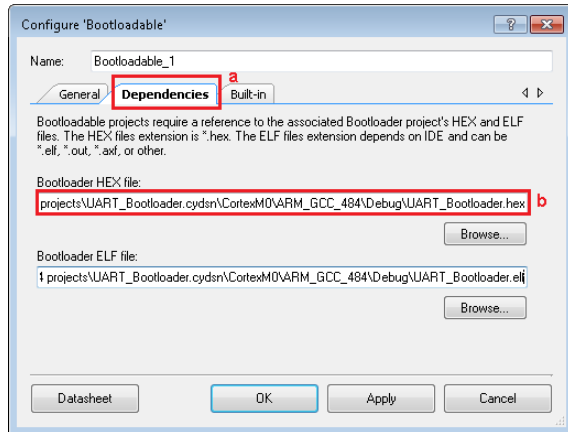 Configure 'Bootloadable'
Name: Bootloadable_1
a
General Dependencies Built-in
Bootloadable projects require a reference to the associated Bootloader project's HEX and ELF
files. The HEX files extension is *.hex. The ELF files extension depends on IDE and can be
*.elf, *.out, *.axf, or other.
Bootloader HEX file:
projects\UART_Bootloader.cydsn\CortexM0\ARM_GCC_484\Debug\UART_Bootloader.hex b
Browse...
Bootloader ELF file:
projects\UART_Bootloader.cydsn\CortexM0\ARM_GCC_484\Debug\UART_Bootloader.elf
Browse...
Datasheet OK Apply Cancel